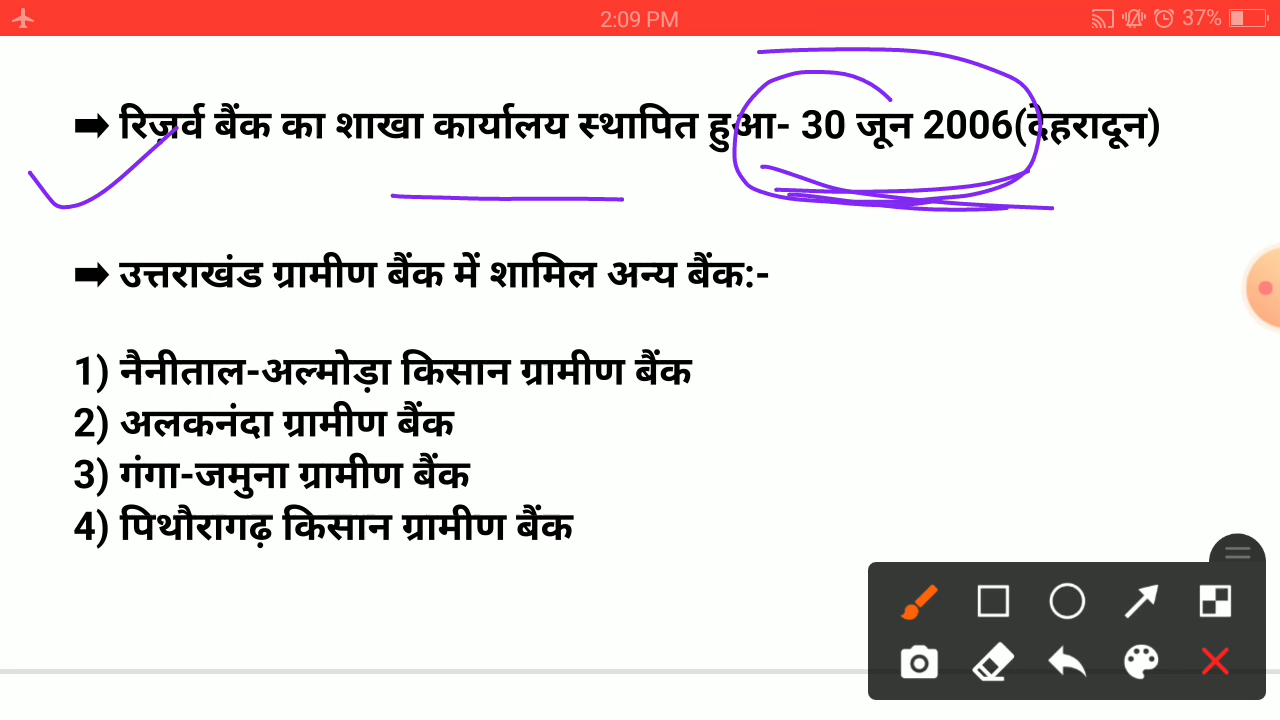 2:09 PM
37%
➡ रिज़र्व बैंक का शाखा कार्यालय स्थापित हुआ- 30 जून 2006(देहरादून)
➡ उत्तराखंड ग्रामीण बैंक में शामिल अन्य बैंक:-
1) नैनीताल-अल्मोड़ा किसान ग्रामीण बैंक
2) अलकनंदा ग्रामीण बैंक
3) गंगा-जमुना ग्रामीण बैंक
4) पिथौरागढ़ किसान ग्रामीण बैंक